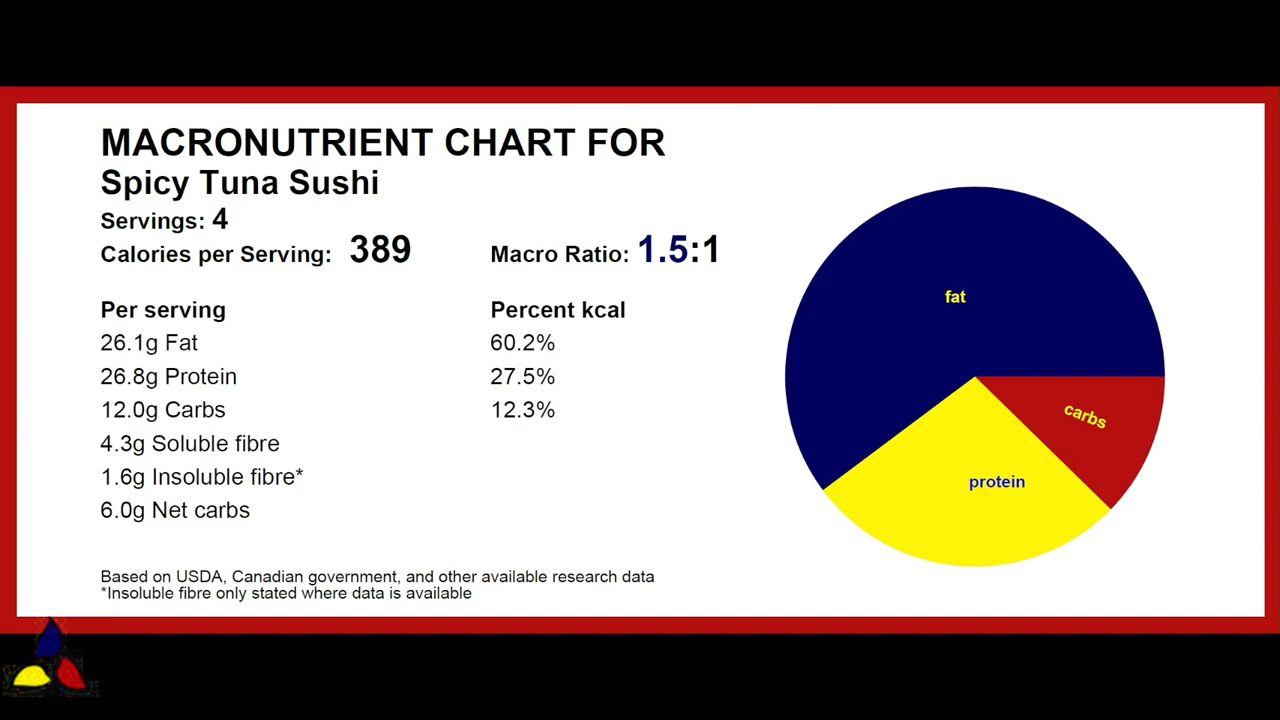 MACRONUTRIENT CHART FOR
Spicy Tuna Sushi
Servings: 4
Calories per Serving: 389 Macro Ratio: 1.5:1
Per serving Percent kcal
26.1g Fat 60.2%
26.8g Protein 27.5%
12.0g Carbs 12.3%
4.3g Soluble fibre
1.6g Insoluble fibre*
6.0g Net carbs
Based on USDA, Canadian government, and other available research data
*Insoluble fibre only stated where data is available
fat
carbs
protein